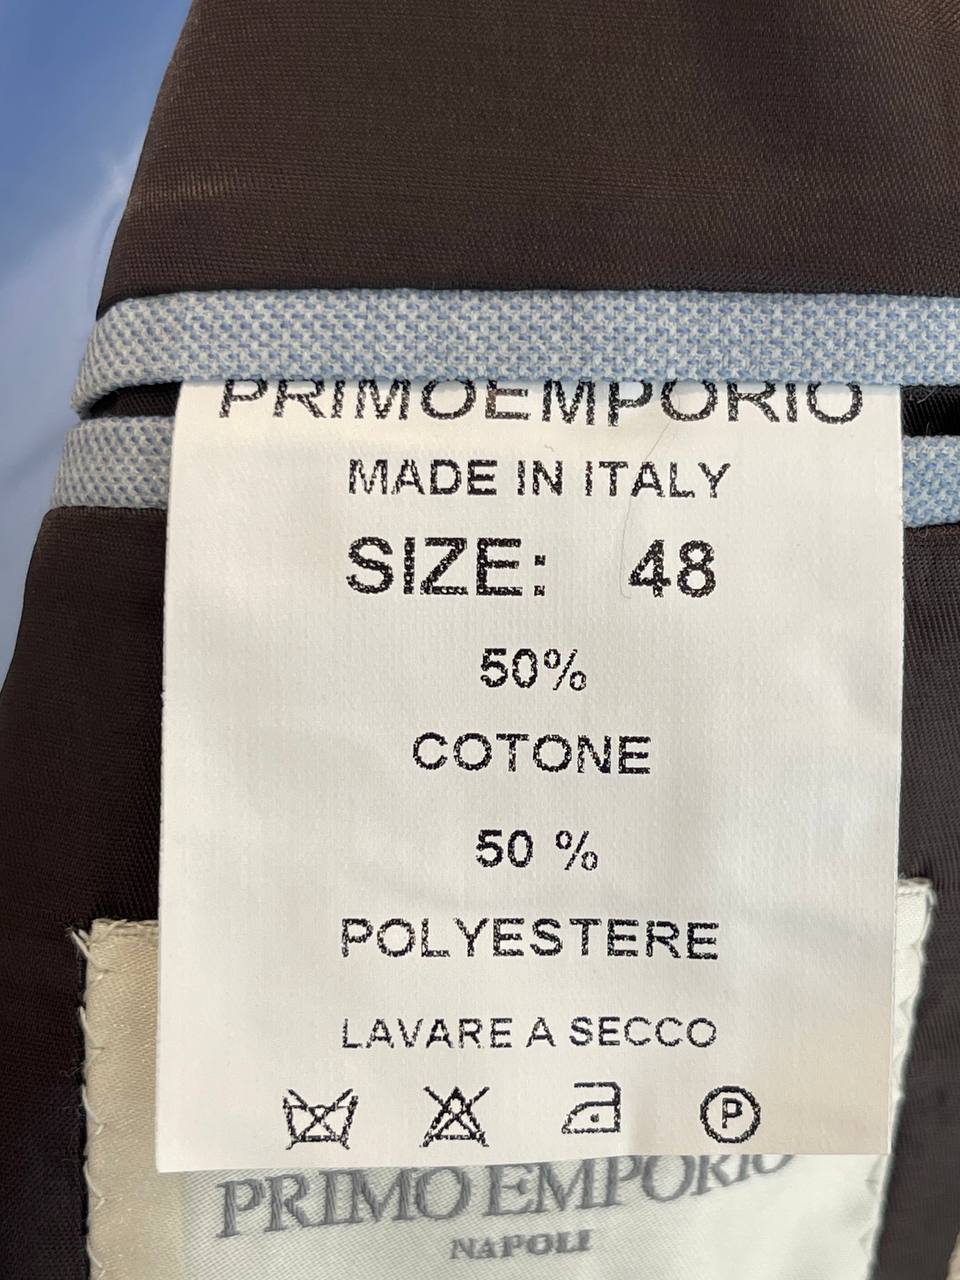 PRIMOEMPORIO
MADE IN ITALY
SIZE: 48
50%
COTONE
50 %
POLYESTERE
LAVARE A SECCO
P
PRIMO EMPORIO
NAPOLI